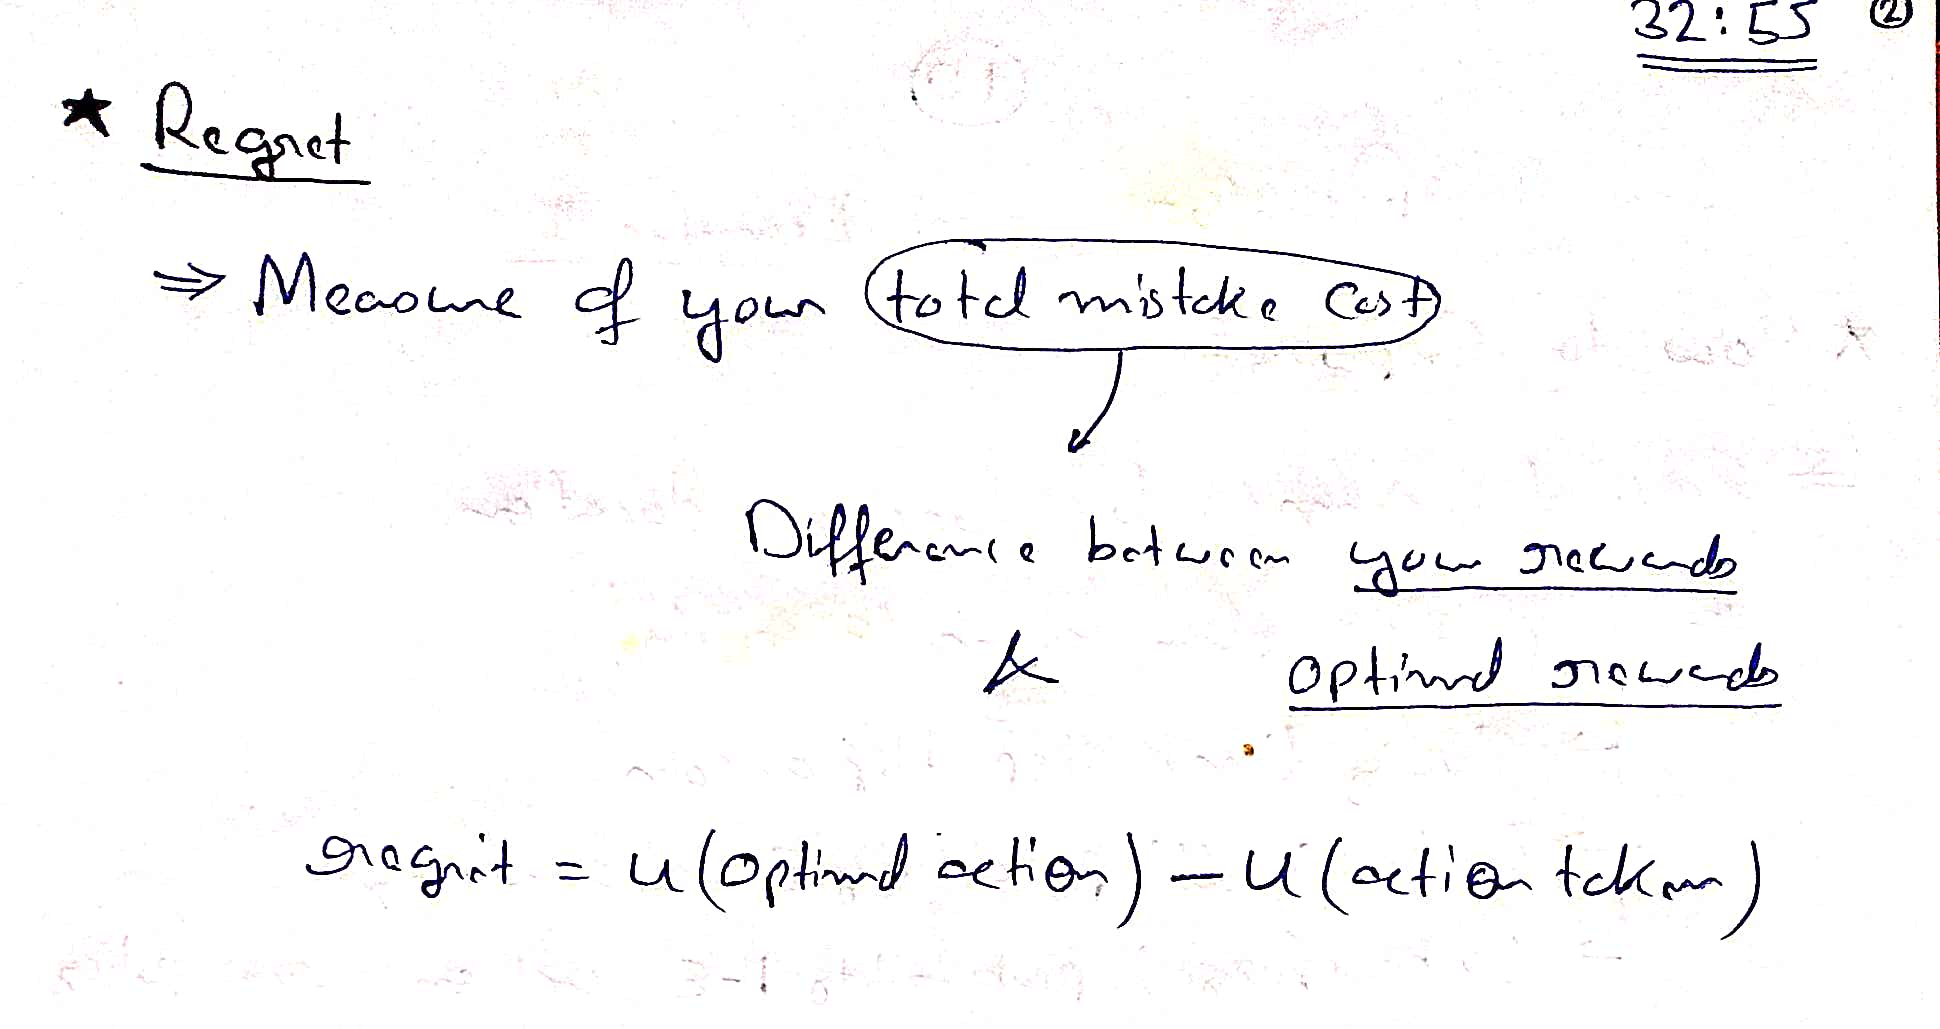 32:55 ②
★ Regret
⇒ Measure of your total mistake cost
Difference between your rewards
& optimal rewards
regret = u(optimal action) - u(action taken)